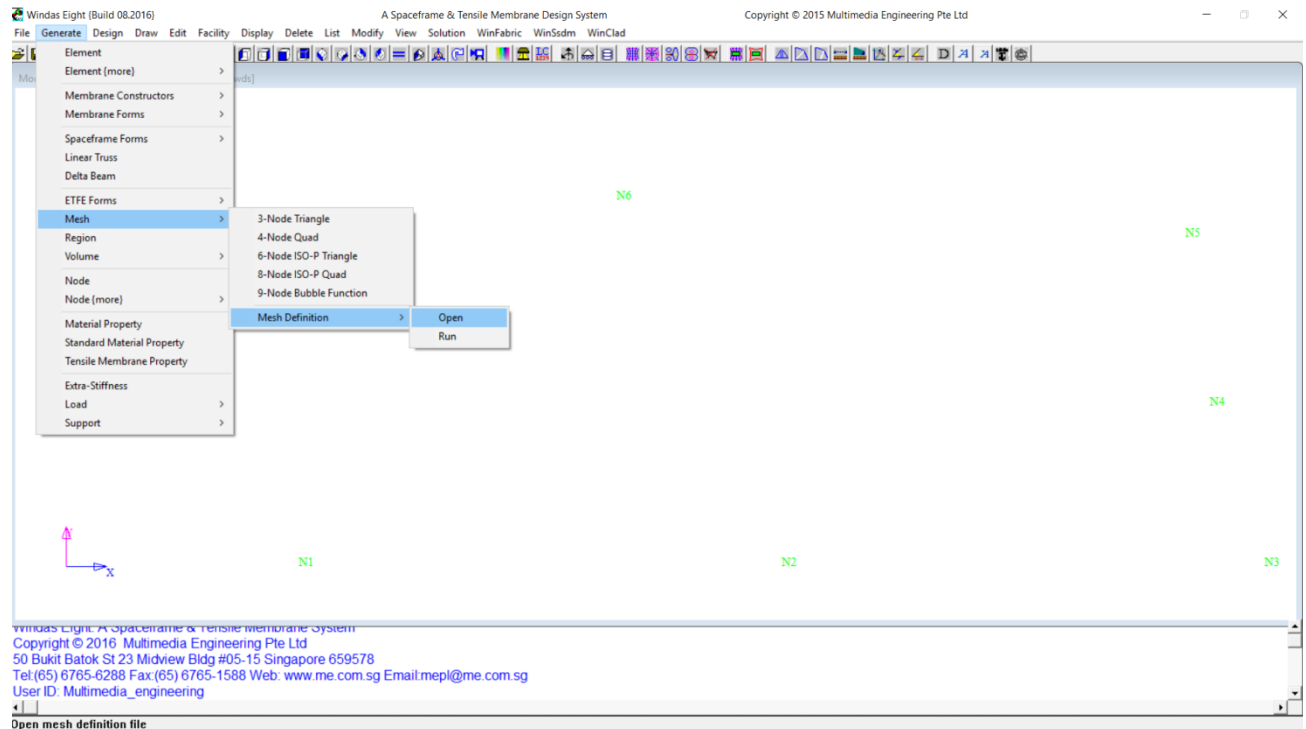 Windas Eight {Build 08.2016} A Spaceframe & Tensile Membrane Design System Copyright © 2015 Multimedia Engineering Pte Ltd
File Generate Design Draw Edit Facility Display Delete List Modify View Solution WinFabric WinSsdm WinClad
Element
Element {more}
Membrane Constructors
Membrane Forms
Spaceframe Forms
Linear Truss
Delta Beam
ETFE Forms
Mesh
Region
Volume
Node
Node {more}
Material Property
Standard Material Property
Tensile Membrane Property
Extra-Stiffness
Load
Support
3-Node Triangle
4-Node Quad
6-Node ISO-P Triangle
8-Node ISO-P Quad
9-Node Bubble Function
Mesh Definition
Open
Run
N6
N5
N4
Y
X
N1 N2 N3
Windas Eight: A Spaceframe & Tensile Membrane System
Copyright © 2016 Multimedia Engineering Pte Ltd
50 Bukit Batok St 23 Midview Bldg #05-15 Singapore 659578
Tel:(65) 6765-6288 Fax:(65) 6765-1588 Web: www.me.com.sg Email:mepl@me.com.sg
User ID: Multimedia_engineering
Open mesh definition file